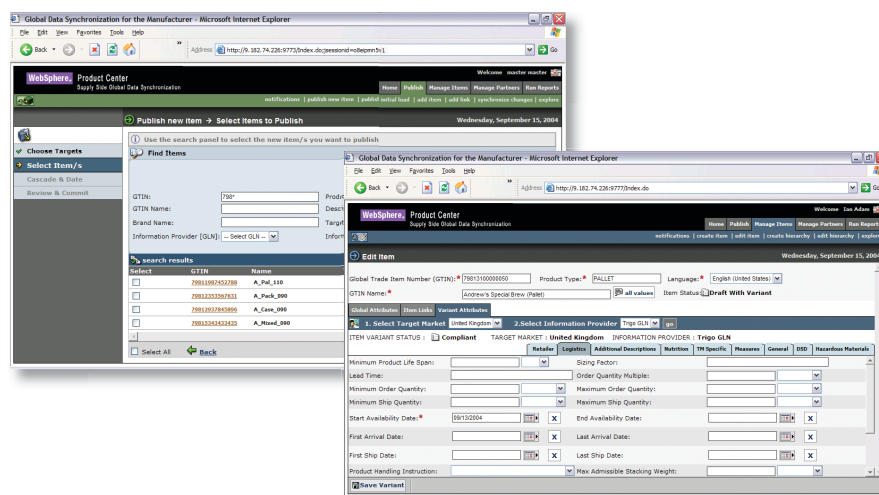 Global Data Synchronization for the Manufacturer - Microsoft Internet Explorer
File Edit View Favorites Tools Help
Back
Address http://9.182.74.226:9773/Index.do;jsessionid=o8eipmn5v1
Go
WebSphere. Product Center
Supply Side Global Data Synchronization
Welcome master master
Home Publish Manage Items Manage Partners Run Reports
notifications | publish new item | publish initial load | add item | add link | synchronize changes | explore
Publish new item → Select Items to Publish
Wednesday, September 15, 2004
Use the search panel to select the new item/s you want to publish
Choose Targets
Select Item/s
Cascade & Date
Review & Commit
Find Items
GTIN: 798*
GTIN Name:
Brand Name:
Information Provider [GLN]: -- Select GLN --
search results
Select GTIN Name
79811987452788 A_Pal_110
79812353567631 A_Pack_090
79812937845896 A_Case_090
79815343433435 A_Mixed_090
Select All Back
Global Data Synchronization for the Manufacturer - Microsoft Internet Explorer
File Edit View Favorites Tools Help
Back
Address http://9.182.74.226:7777/Index.do
Go
WebSphere. Product Center
Supply Side Global Data Synchronization
Welcome Ian Adam
Home Publish Manage Items Manage Partners Run Report
notifications | create item | edit item | create hierarchy | edit hierarchy | explor
Edit Item
Wednesday, September 15, 2004
Global Trade Item Number (GTIN):* 79813100000050 Product Type:* PALLET Language:* English (United States)
GTIN Name:* Andrew's Special Brew (Pallet) all values Item Status: Draft With Variant
Global Attributes Item Links Variant Attributes
1. Select Target Market United Kingdom 2.Select Information Provider Trigo GLN go
ITEM VARIANT STATUS : Compliant TARGET MARKET : United Kingdom INFORMATION PROVIDER : Trigo GLN
Retailer Logistics Additional Descriptions Nutrition TM Specific Measures General DSD Hazardous Materials
Minimum Product Life Span: Sizing Factor:
Lead Time: Order Quantity Multiple:
Minimum Order Quantity: Maximum Order Quantity:
Minimum Ship Quantity: Maximum Ship Quantity:
Start Availability Date:* 09/13/2004 X End Availability Date: X
First Arrival Date: X Last Arrival Date: X
First Ship Date: X Last Ship Date: X
Product Handling Instruction: Max Admissible Stacking Weight:
Save Variant